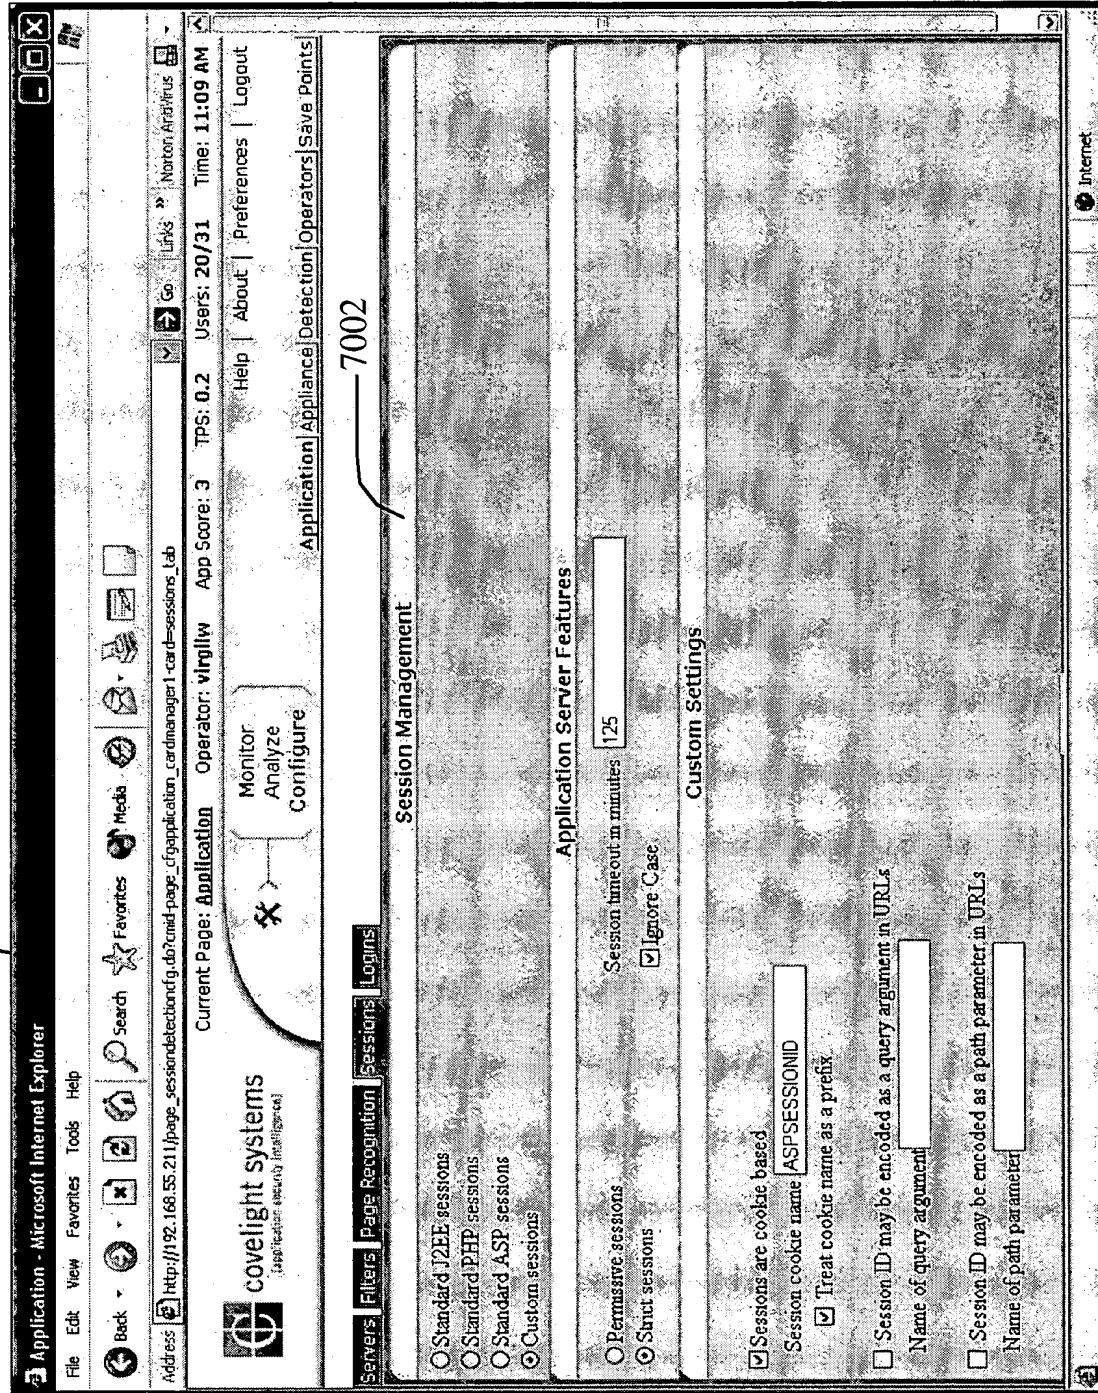 Application - Microsoft Internet Explorer
File Edit View Favorites Tools Help
Back Search Favorites Media
Address http://192.168.55.211/page_sessiondetectioncfg.do?cmid-page_cfgapplication_cardmanager1-card=sessions_tab Go Links » Norton AntiVirus
Current Page: Application Operator: virgilw App Score: 3 TPS: 0.2 Users: 20/31 Time: 11:09 AM
covelight systems
[application-security intelligence]
Monitor
Analyze
Configure
Help | About | Preferences | Logout
Application Appliance Detection Operators Save Points
Servers Filters Page Recognition Sessions Logins
7002
Session Management
Standard J2EE sessions
Standard PHP sessions
Standard ASP sessions
Custom sessions
Application Server Features
Permissive sessions
Strict sessions
Session timeout in minutes 125
Ignore Case
Custom Settings
Sessions are cookie based
Session cookie name ASPSESSIONID
Treat cookie name as a prefix
Session ID may be encoded as a query argument in URLs
Name of query argument
Session ID may be encoded as a path parameter in URLs
Name of path parameter
Internet